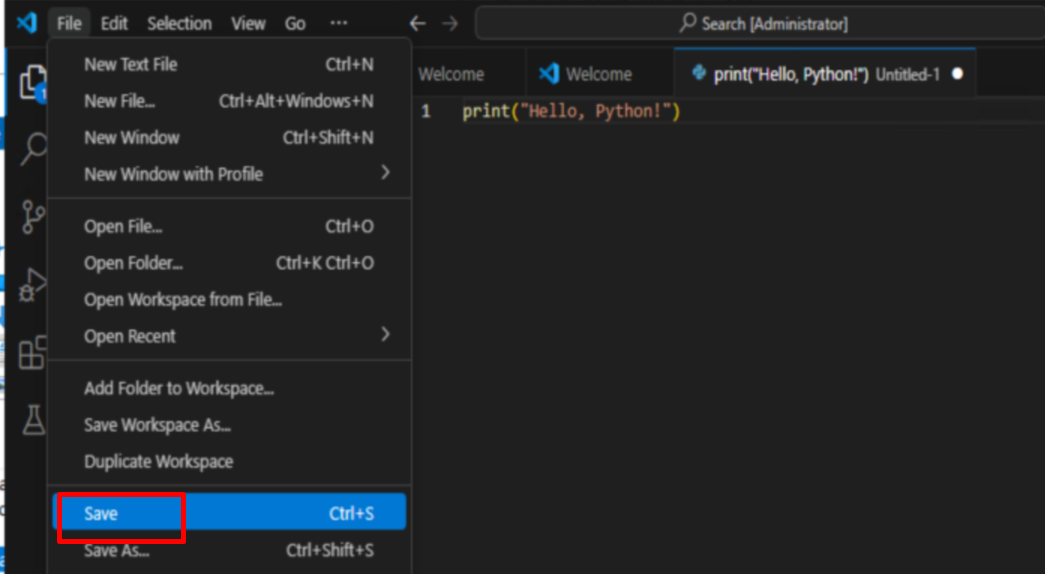 File Edit Selection View Go ··· ← → Search [Administrator]
New Text File Ctrl+N
New File... Ctrl+Alt+Windows+N
New Window Ctrl+Shift+N
New Window with Profile >
Open File... Ctrl+O
Open Folder... Ctrl+K Ctrl+O
Open Workspace from File...
Open Recent >
Add Folder to Workspace...
Save Workspace As...
Duplicate Workspace
Save Ctrl+S
Save As... Ctrl+Shift+S
Welcome Welcome print("Hello, Python!") Untitled-1 ●
1 print("Hello, Python!")